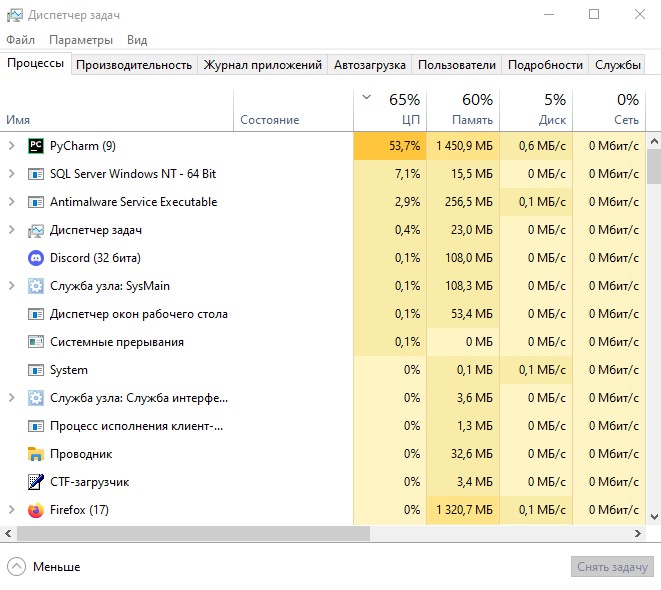 Диспетчер задач
Файл Параметры Вид
Процессы Производительность Журнал приложений Автозагрузка Пользователи Подробности Службы
65% 60% 5% 0%
Имя Состояние ЦП Память Диск Сеть
PC PyCharm (9) 53,7% 1 450,9 МБ 0,6 МБ/с 0 Мбит/с
SQL Server Windows NT - 64 Bit 7,1% 15,5 МБ 0 МБ/с 0 Мбит/с
Antimalware Service Executable 2,9% 256,5 МБ 0,1 МБ/с 0 Мбит/с
Диспетчер задач 0,4% 23,0 МБ 0 МБ/с 0 Мбит/с
Discord (32 бита) 0,1% 108,0 МБ 0 МБ/с 0 Мбит/с
Служба узла: SysMain 0,1% 108,3 МБ 0 МБ/с 0 Мбит/с
Диспетчер окон рабочего стола 0,1% 53,4 МБ 0 МБ/с 0 Мбит/с
Системные прерывания 0,1% 0 МБ 0 МБ/с 0 Мбит/с
System 0% 0,1 МБ 0,1 МБ/с 0 Мбит/с
Служба узла: Служба интерфе... 0% 3,6 МБ 0 МБ/с 0 Мбит/с
Процесс исполнения клиент-... 0% 1,3 МБ 0 МБ/с 0 Мбит/с
Проводник 0% 32,6 МБ 0 МБ/с 0 Мбит/с
CTF-загрузчик 0% 3,4 МБ 0 МБ/с 0 Мбит/с
Firefox (17) 0% 1 320,7 МБ 0,1 МБ/с 0 Мбит/с
Меньше Снять задачу